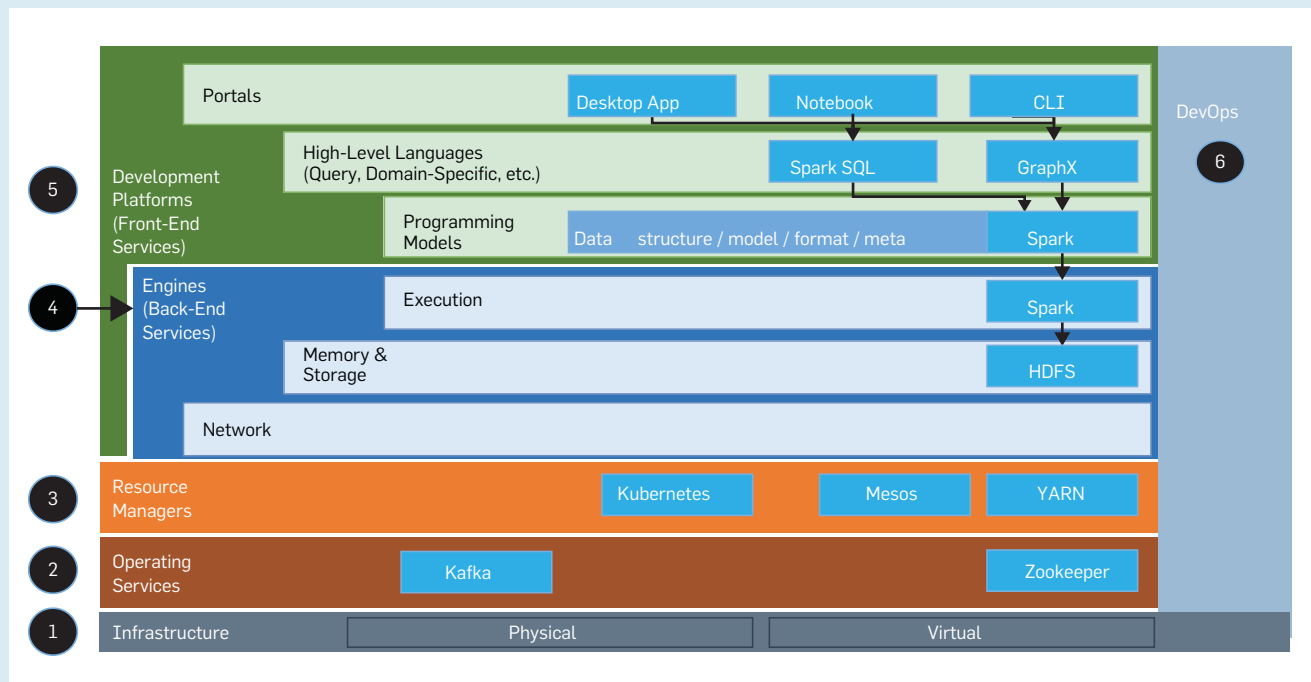 Portals
Desktop App
Notebook
CLI
DevOps
6
High-Level Languages
(Query, Domain-Specific, etc.)
Spark SQL
GraphX
5
Development
Platforms
(Front-End
Services)
Programming
Models
Data structure / model / format / meta
Spark
4
Engines
(Back-End
Services)
Execution
Spark
Memory &
Storage
HDFS
Network
3
Resource
Managers
Kubernetes
Mesos
YARN
2
Operating
Services
Kafka
Zookeeper
1
Infrastructure
Physical
Virtual